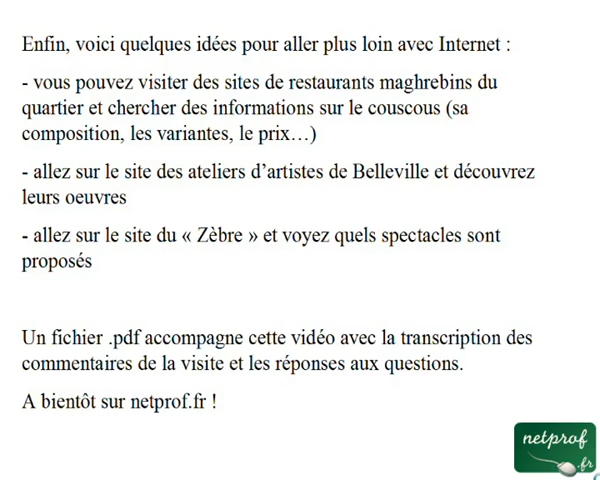 Enfin, voici quelques idées pour aller plus loin avec Internet :
- vous pouvez visiter des sites de restaurants maghrebins du
quartier et chercher des informations sur le couscous (sa
composition, les variantes, le prix…)
- allez sur le site des ateliers d’artistes de Belleville et découvrez
leurs oeuvres
- allez sur le site du « Zèbre » et voyez quels spectacles sont
proposés
Un fichier .pdf accompagne cette vidéo avec la transcription des
commentaires de la visite et les réponses aux questions.
A bientôt sur netprof.fr !
netprof
.fr